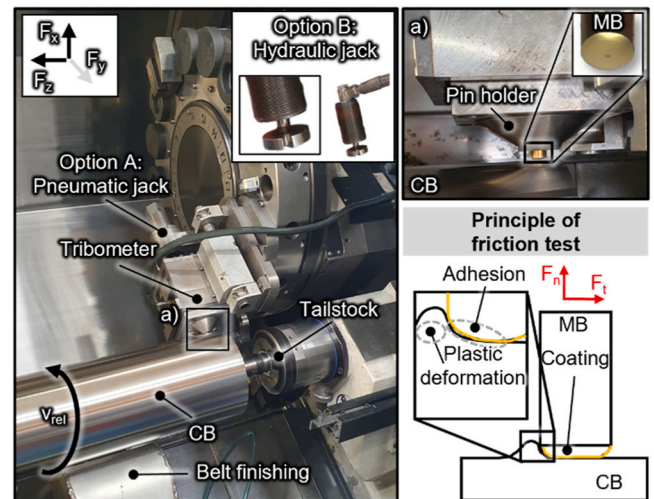 Fx
Fy
Fz
Option B:
Hydraulic jack
Option A:
Pneumatic jack
Tribometer
a)
Tailstock
vrel
CB
Belt finishing
a)
MB
Pin holder
CB
Principle of
friction test
Adhesion
Fn
Ft
MB
Plastic
deformation
Coating
CB